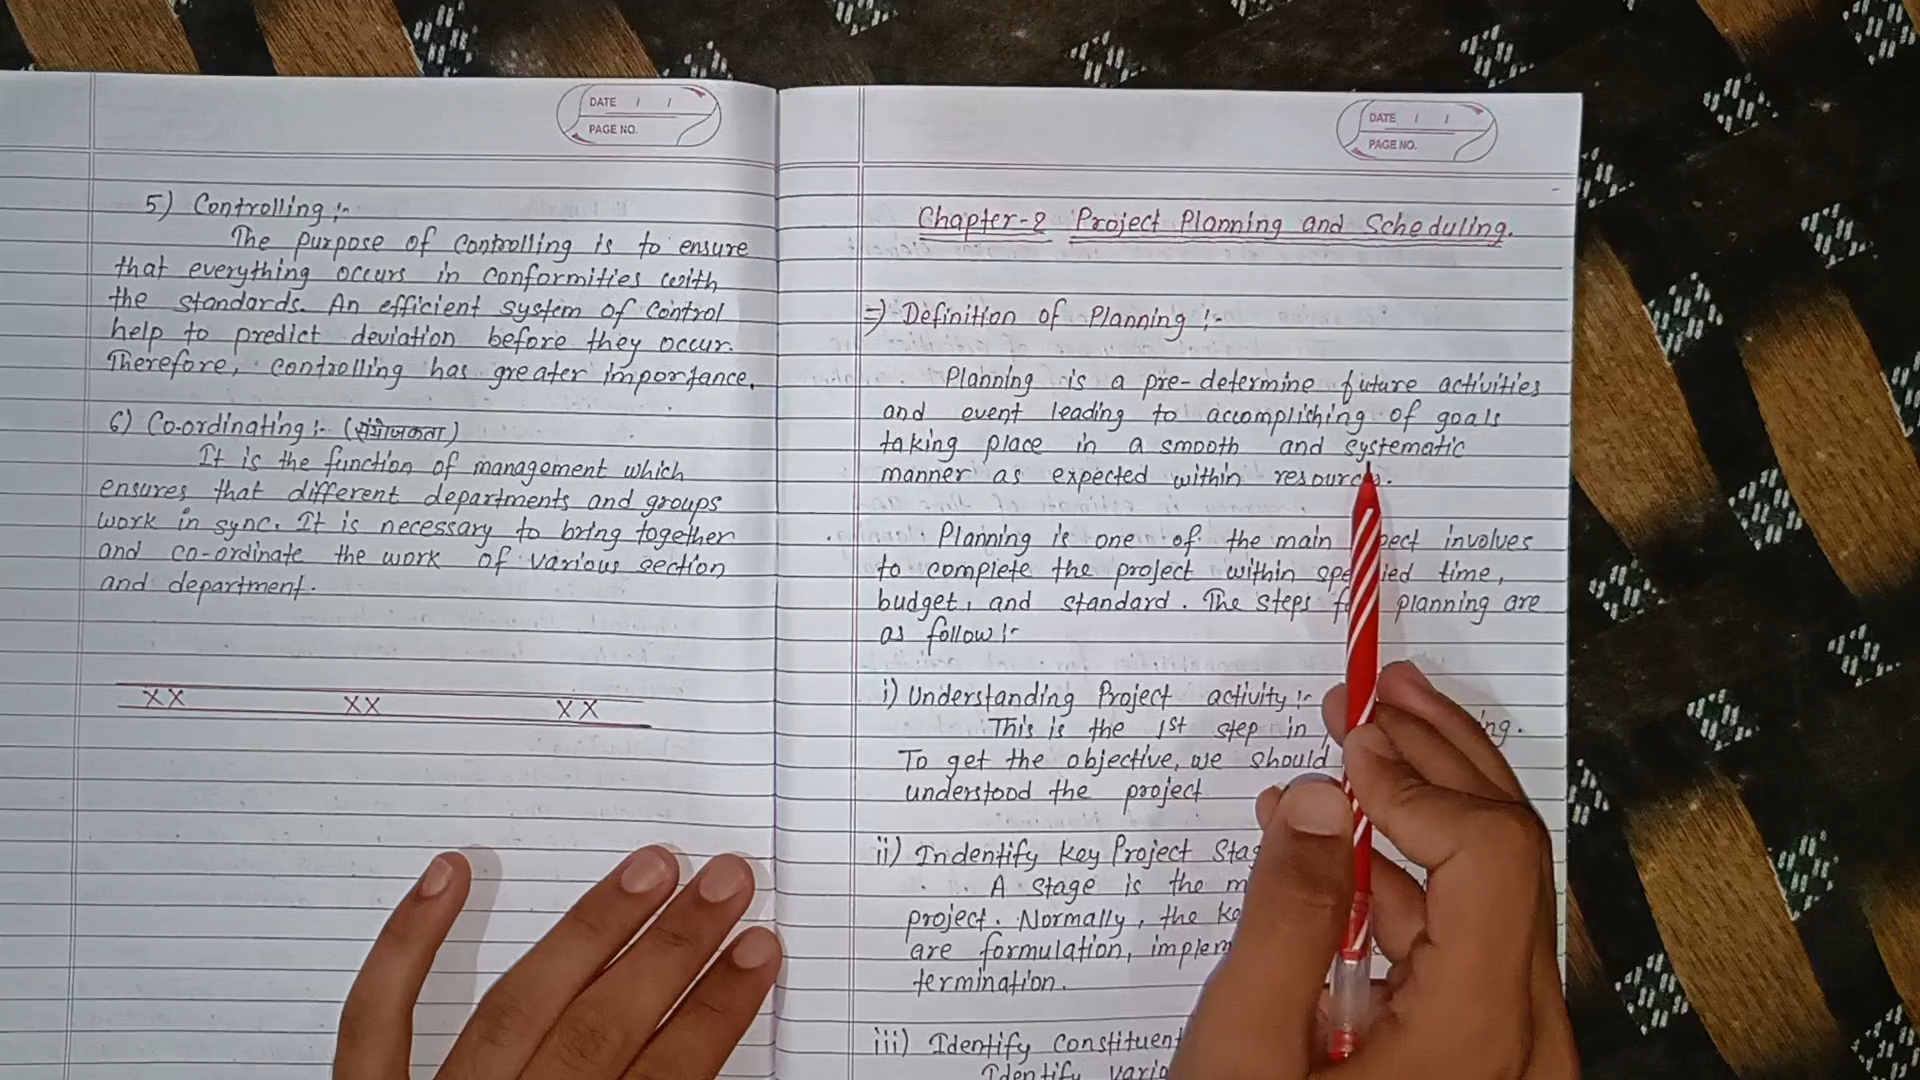 DATE / /
PAGE NO.
5) Controlling :-
The purpose of controlling is to ensure
that everything occurs in conformities with
the standards. An efficient system of control
help to predict deviation before they occur.
Therefore, controlling has greater importance.
6) Co-ordinating :- (संयोजकता)
It is the function of management which
ensures that different departments and groups
work in sync. It is necessary to bring together
and co-ordinate the work of various section
and department.
XX XX XX
DATE / /
PAGE NO.
Chapter-2 Project Planning and Scheduling.
=) Definition of Planning :-
Planning is a pre-determine future activities
and event leading to accomplishing of goals
taking place in a smooth and systematic
manner as expected within
Planning is one of the main involves
to complete the project within time,
budget, and standard. The steps planning are
as follow :-
i) Understanding Project activity :-
This is the 1st step in
To get the objective, we should
understood the project
ii) Indentify key Project
A stage is the
project. Normally, the
are formulation,
termination.
iii) Identify
Identify